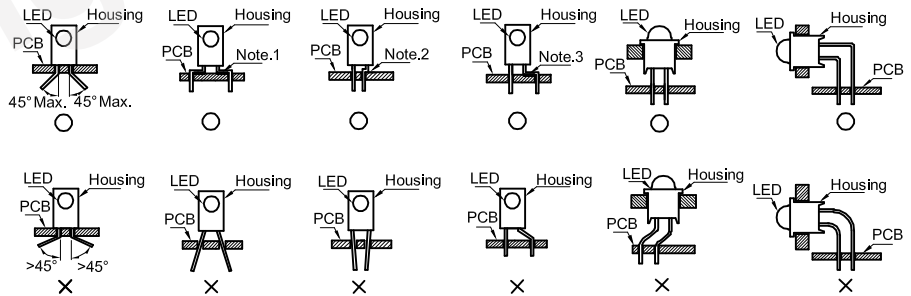 LED Housing
PCB
45° Max. 45° Max.
LED Housing
PCB Note.1
LED Housing
PCB Note.2
LED Housing
PCB Note.3
LED
Housing
PCB
LED Housing
PCB
LED Housing
PCB
>45° >45°
LED Housing
PCB
LED Housing
PCB
LED Housing
PCB
LED Housing
PCB
LED Housing
PCB